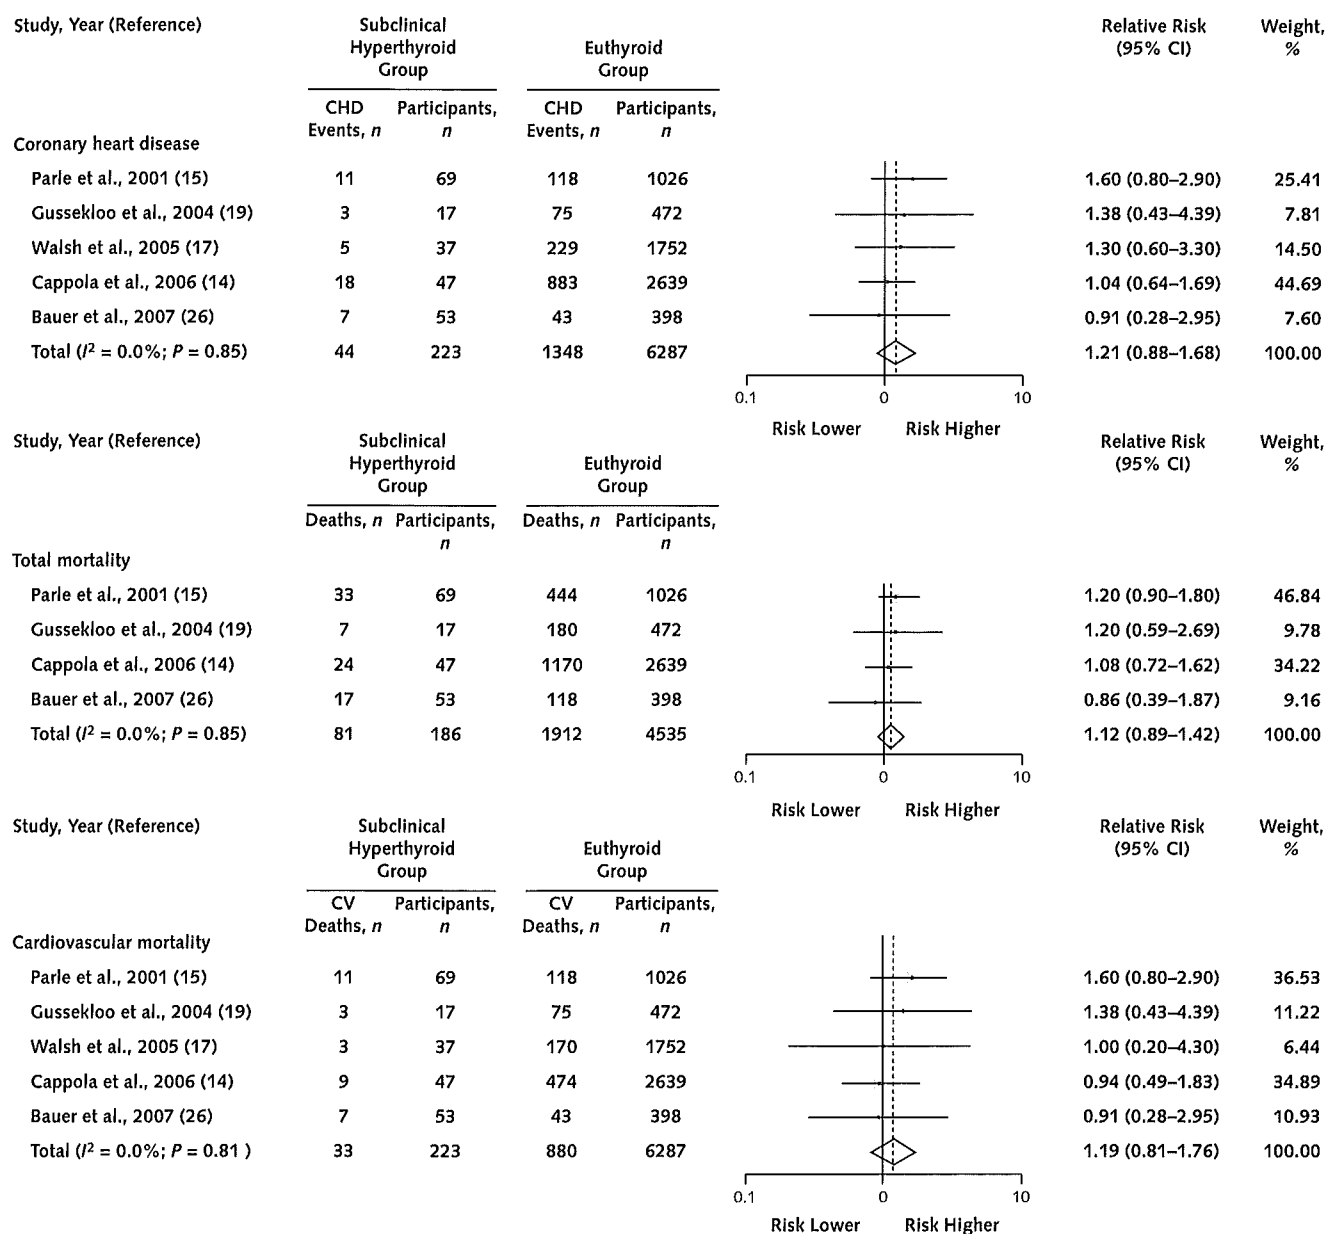 Study, Year (Reference) Subclinical Hyperthyroid Group Euthyroid Group Relative Risk (95% CI) Weight, %
CHD Events, n Participants, n CHD Events, n Participants, n
Coronary heart disease
Parle et al., 2001 (15) 11 69 118 1026 1.60 (0.80–2.90) 25.41
Gussekloo et al., 2004 (19) 3 17 75 472 1.38 (0.43–4.39) 7.81
Walsh et al., 2005 (17) 5 37 229 1752 1.30 (0.60–3.30) 14.50
Cappola et al., 2006 (14) 18 47 883 2639 1.04 (0.64–1.69) 44.69
Bauer et al., 2007 (26) 7 53 43 398 0.91 (0.28–2.95) 7.60
Total (I² = 0.0%; P = 0.85) 44 223 1348 6287 1.21 (0.88–1.68) 100.00
0.1 0 10
Risk Lower Risk Higher
Study, Year (Reference) Subclinical Hyperthyroid Group Euthyroid Group Relative Risk (95% CI) Weight, %
Deaths, n Participants, n Deaths, n Participants, n
Total mortality
Parle et al., 2001 (15) 33 69 444 1026 1.20 (0.90–1.80) 46.84
Gussekloo et al., 2004 (19) 7 17 180 472 1.20 (0.59–2.69) 9.78
Cappola et al., 2006 (14) 24 47 1170 2639 1.08 (0.72–1.62) 34.22
Bauer et al., 2007 (26) 17 53 118 398 0.86 (0.39–1.87) 9.16
Total (I² = 0.0%; P = 0.85) 81 186 1912 4535 1.12 (0.89–1.42) 100.00
0.1 0 10
Risk Lower Risk Higher
Study, Year (Reference) Subclinical Hyperthyroid Group Euthyroid Group Relative Risk (95% CI) Weight, %
CV Deaths, n Participants, n CV Deaths, n Participants, n
Cardiovascular mortality
Parle et al., 2001 (15) 11 69 118 1026 1.60 (0.80–2.90) 36.53
Gussekloo et al., 2004 (19) 3 17 75 472 1.38 (0.43–4.39) 11.22
Walsh et al., 2005 (17) 3 37 170 1752 1.00 (0.20–4.30) 6.44
Cappola et al., 2006 (14) 9 47 474 2639 0.94 (0.49–1.83) 34.89
Bauer et al., 2007 (26) 7 53 43 398 0.91 (0.28–2.95) 10.93
Total (I² = 0.0%; P = 0.81 ) 33 223 880 6287 1.19 (0.81–1.76) 100.00
0.1 0 10
Risk Lower Risk Higher